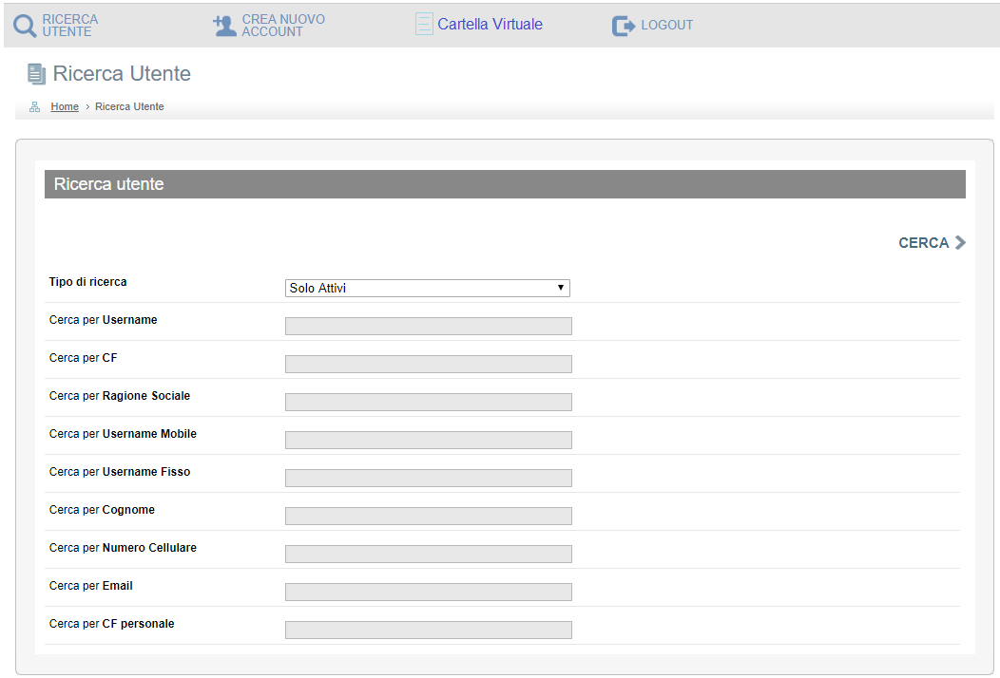 RICERCA
UTENTE
CREA NUOVO
ACCOUNT
Cartella Virtuale
LOGOUT
Ricerca Utente
Home > Ricerca Utente
Ricerca utente
CERCA
Tipo di ricerca
Solo Attivi
Cerca per Username
Cerca per CF
Cerca per Ragione Sociale
Cerca per Username Mobile
Cerca per Username Fisso
Cerca per Cognome
Cerca per Numero Cellulare
Cerca per Email
Cerca per CF personale